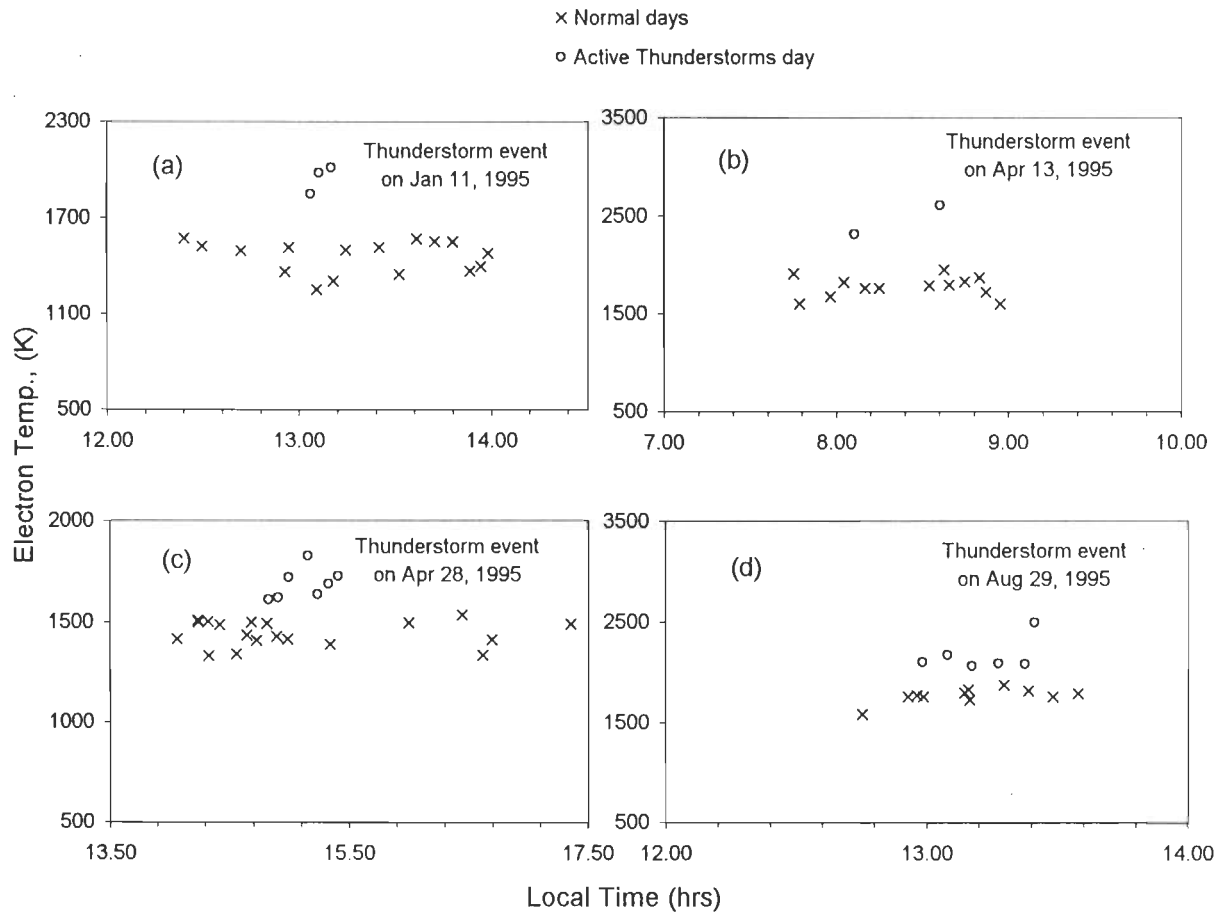 × Normal days
o Active Thunderstorms day
Electron Temp., (K)
2300
1700
1100
500
(a)
Thunderstorm event
on Jan 11, 1995
12.00 13.00 14.00
3500
2500
1500
500
(b)
Thunderstorm event
on Apr 13, 1995
7.00 8.00 9.00 10.00
2000
1500
1000
500
(c)
Thunderstorm event
on Apr 28, 1995
13.50 15.50 17.50
3500
2500
1500
500
(d)
Thunderstorm event
on Aug 29, 1995
12.00 13.00 14.00
Local Time (hrs)